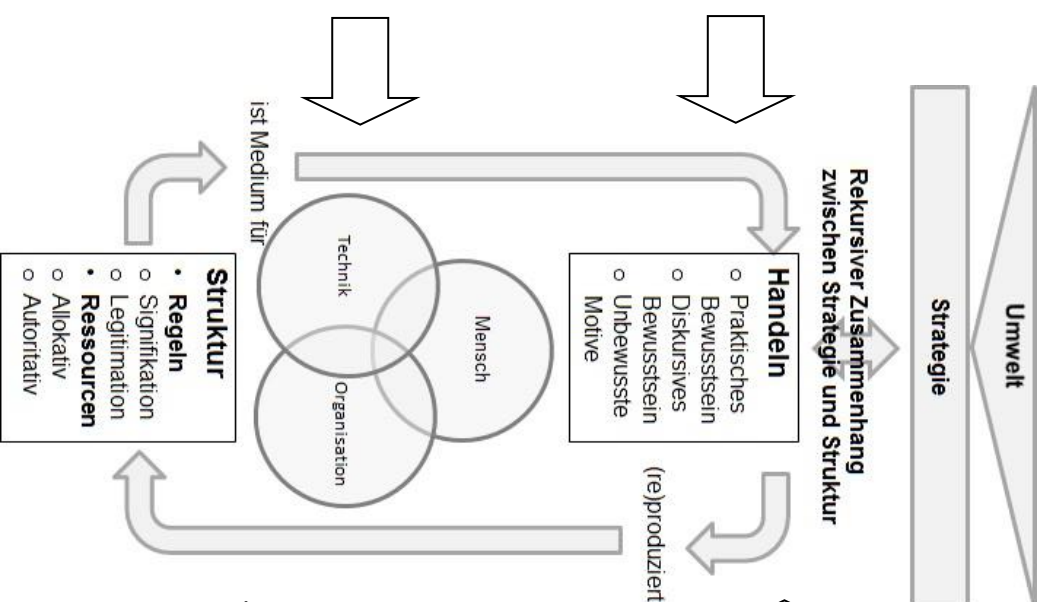 Umwelt
Strategie
Rekursiver Zusammenhang
zwischen Strategie und Struktur
Handeln
○ Praktisches
Bewusstsein
○ Diskursives
Bewusstsein
○ Unbewusste
Motive
(re)produziert
Mensch
Technik
Organisation
ist Medium für
Struktur
• Regeln
○ Signifikation
○ Legitimation
• Ressourcen
○ Allokativ
○ Autoritativ